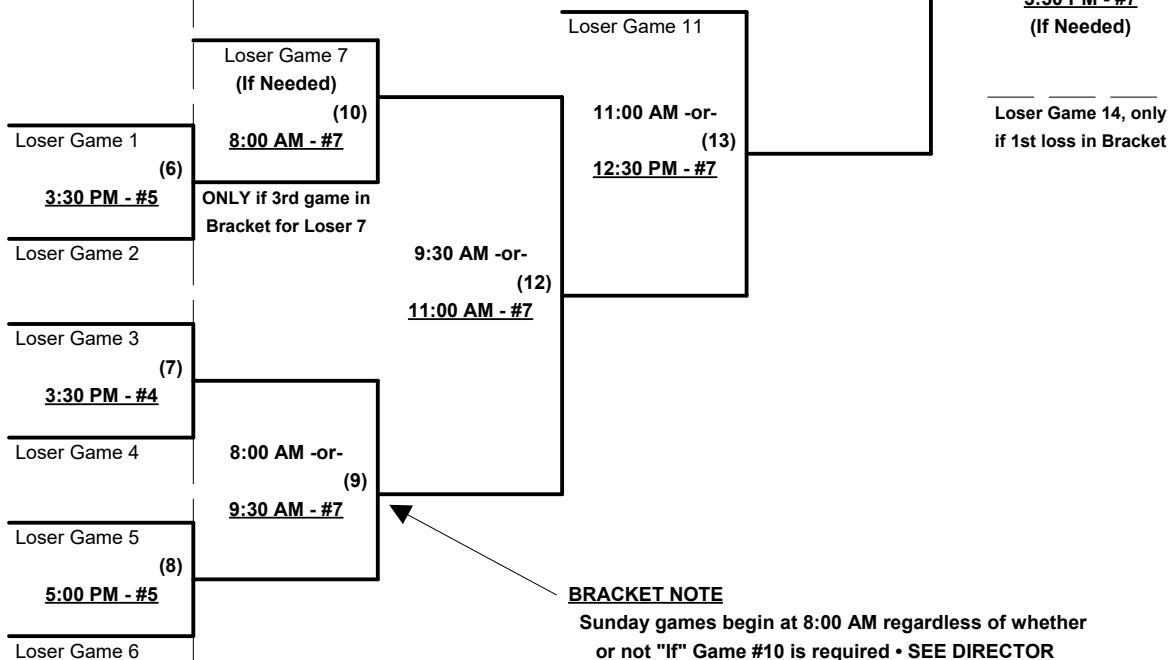 3:30 PM - #7
(If Needed)
Loser Game 14, only
if 1st loss in Bracket
Loser Game 11
11:00 AM -or-
(13)
12:30 PM - #7
Loser Game 7
(If Needed)
(10)
8:00 AM - #7
ONLY if 3rd game in
Bracket for Loser 7
Loser Game 1
(6)
3:30 PM - #5
Loser Game 2
9:30 AM -or-
(12)
11:00 AM - #7
Loser Game 3
(7)
3:30 PM - #4
Loser Game 4
8:00 AM -or-
(9)
9:30 AM - #7
Loser Game 5
(8)
5:00 PM - #5
Loser Game 6
BRACKET NOTE
Sunday games begin at 8:00 AM regardless of whether
or not "If" Game #10 is required • SEE DIRECTOR